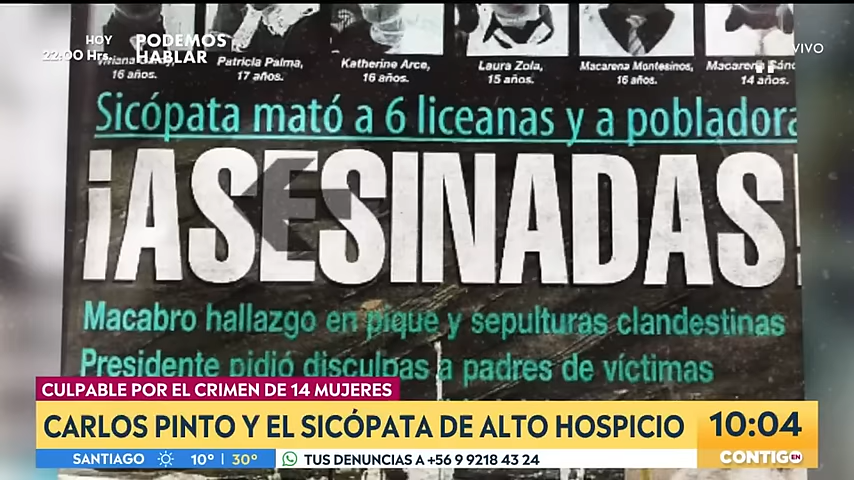 HOY
22:00 Hrs.
PODEMOS
HABLAR
VIVO
16 años.
Patricia Palma,
17 años.
Katherine Arce,
16 años.
Laura Zola,
15 años.
Macarena Montesinos,
16 años.
Macarena
14 años.
Sicópata mató a 6 liceanas y a pobladora
¡ASESINADAS!
Macabro hallazgo en pique y sepulturas clandestinas
Presidente pidió disculpas a padres de víctimas
CULPABLE POR EL CRIMEN DE 14 MUJERES
CARLOS PINTO Y EL SICÓPATA DE ALTO HOSPICIO
10:04
SANTIAGO 10° | 30°
TUS DENUNCIAS AL +56 9 9218 43 24
CONTIGO EN